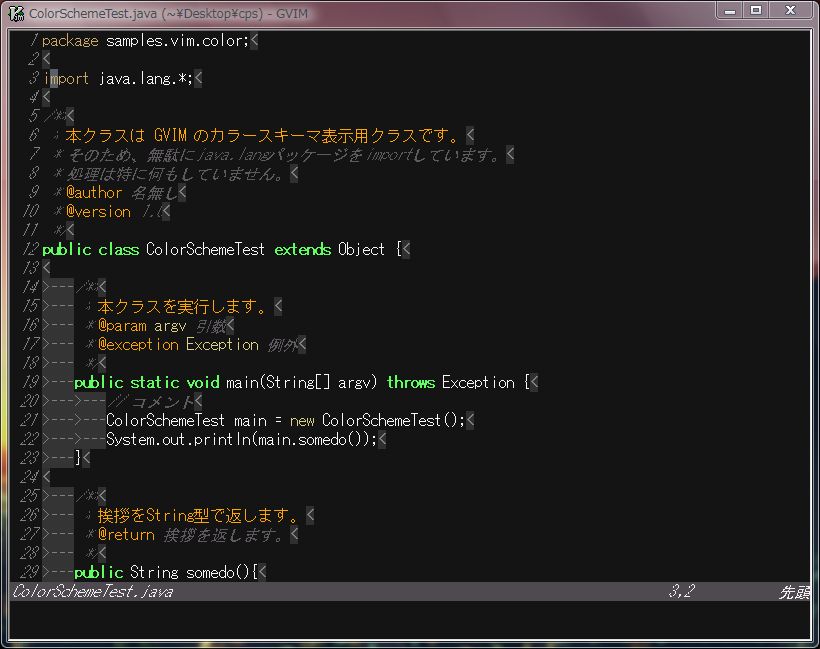 ColorSchemeTest.java (~¥Desktop¥cps) - GVIM
1 package samples.vim.color;<
2 <
3 import java.lang.*;<
4 <
5 /**<
6 * 本クラスは GVIM のカラースキーマ表示用クラスです。<
7 * そのため、無駄にjava.langパッケージをimportしています。<
8 * 処理は特に何もしていません。<
9 * @author 名無し<
10 * @version 1.0<
11 */<
12 public class ColorSchemeTest extends Object {<
13 <
14 >---/**<
15 >--- * 本クラスを実行します。<
16 >--- * @param argv 引数<
17 >--- * @exception Exception 例外<
18 >--- */<
19 >---public static void main(String[] argv) throws Exception {<
20 >--->---// コメント<
21 >--->---ColorSchemeTest main = new ColorSchemeTest();<
22 >--->---System.out.println(main.somedo());<
23 >---}<
24 <
25 >---/**<
26 >--- * 挨拶をString型で返します。<
27 >--- * @return 挨拶を返します。<
28 >--- */<
29 >---public String somedo(){<
ColorSchemeTest.java 3,2 先頭